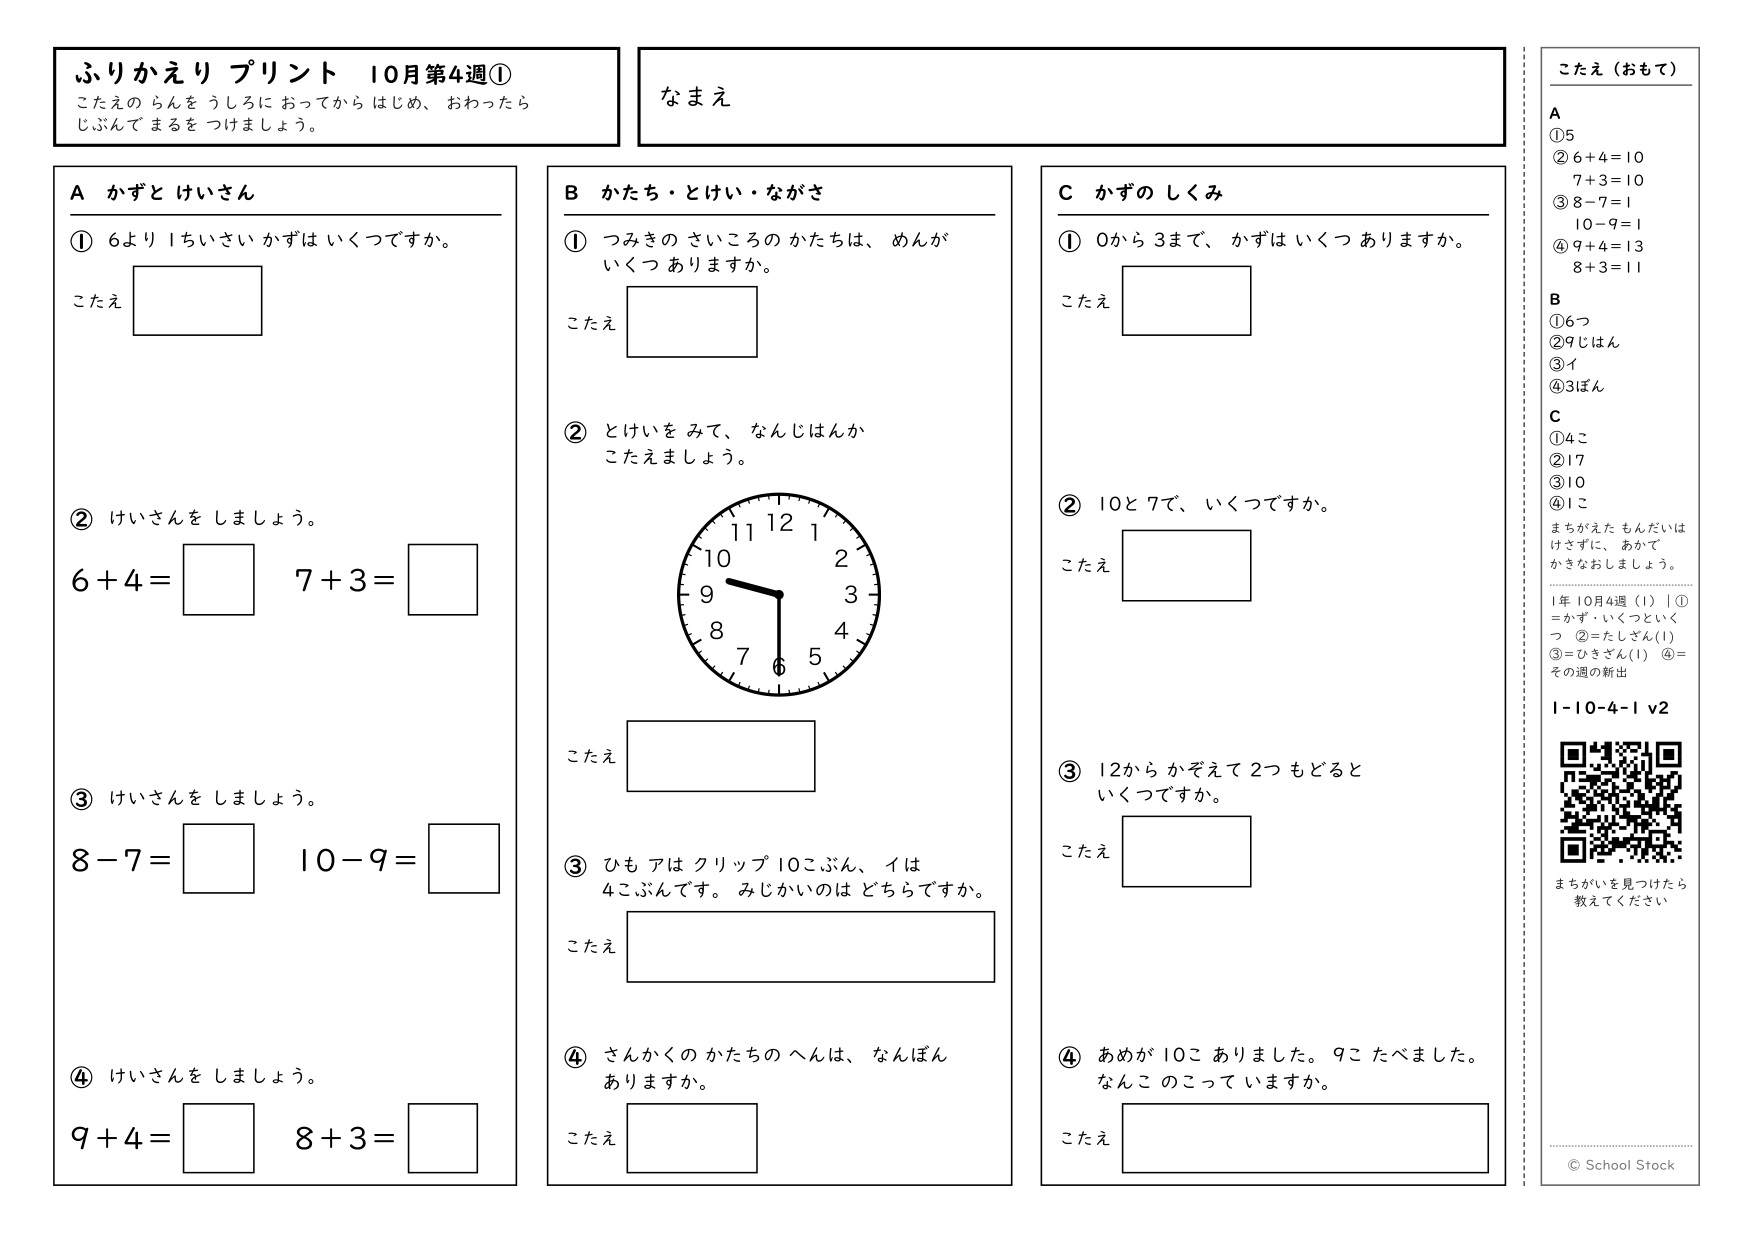 ふりかえり プリント 10月第4週①
こたえの らんを うしろに おってから はじめ、 おわったら
じぶんで まるを つけましょう。
なまえ
A かずと けいさん
① 6より 1ちいさい かずは いくつですか。
こたえ
② けいさんを しましょう。
6+4= 7+3=
③ けいさんを しましょう。
8-7= 10-9=
④ けいさんを しましょう。
9+4= 8+3=
B かたち・とけい・ながさ
① つみきの さいころの かたちは、 めんが
いくつ ありますか。
こたえ
② とけいを みて、 なんじはんか
こたえましょう。
12
11 1
10 2
9 3
8 4
7 5
6
こたえ
③ ひも アは クリップ 10こぶん、 イは
4こぶんです。 みじかいのは どちらですか。
こたえ
④ さんかくの かたちの へんは、 なんぼん
ありますか。
こたえ
C かずの しくみ
① 0から 3まで、 かずは いくつ ありますか。
こたえ
② 10と 7で、 いくつですか。
こたえ
③ 12から かぞえて 2つ もどると
いくつですか。
こたえ
④ あめが 10こ ありました。 9こ たべました。
なんこ のこって いますか。
こたえ
こたえ（おもて）
A
①5
②6+4=10
7+3=10
③8-7=1
10-9=1
④9+4=13
8+3=11
B
①6つ
②9じはん
③イ
④3ぼん
C
①4こ
②17
③10
④1こ
まちがえた もんだいは
けさずに、 あかで
かきなおしましょう。
1年 10月4週（1）｜①
=かず・いくつといく
つ ②=たしざん(1)
③=ひきざん(1) ④=
その週の新出
1-10-4-1 v2
まちがいを見つけたら
教えてください
© School Stock